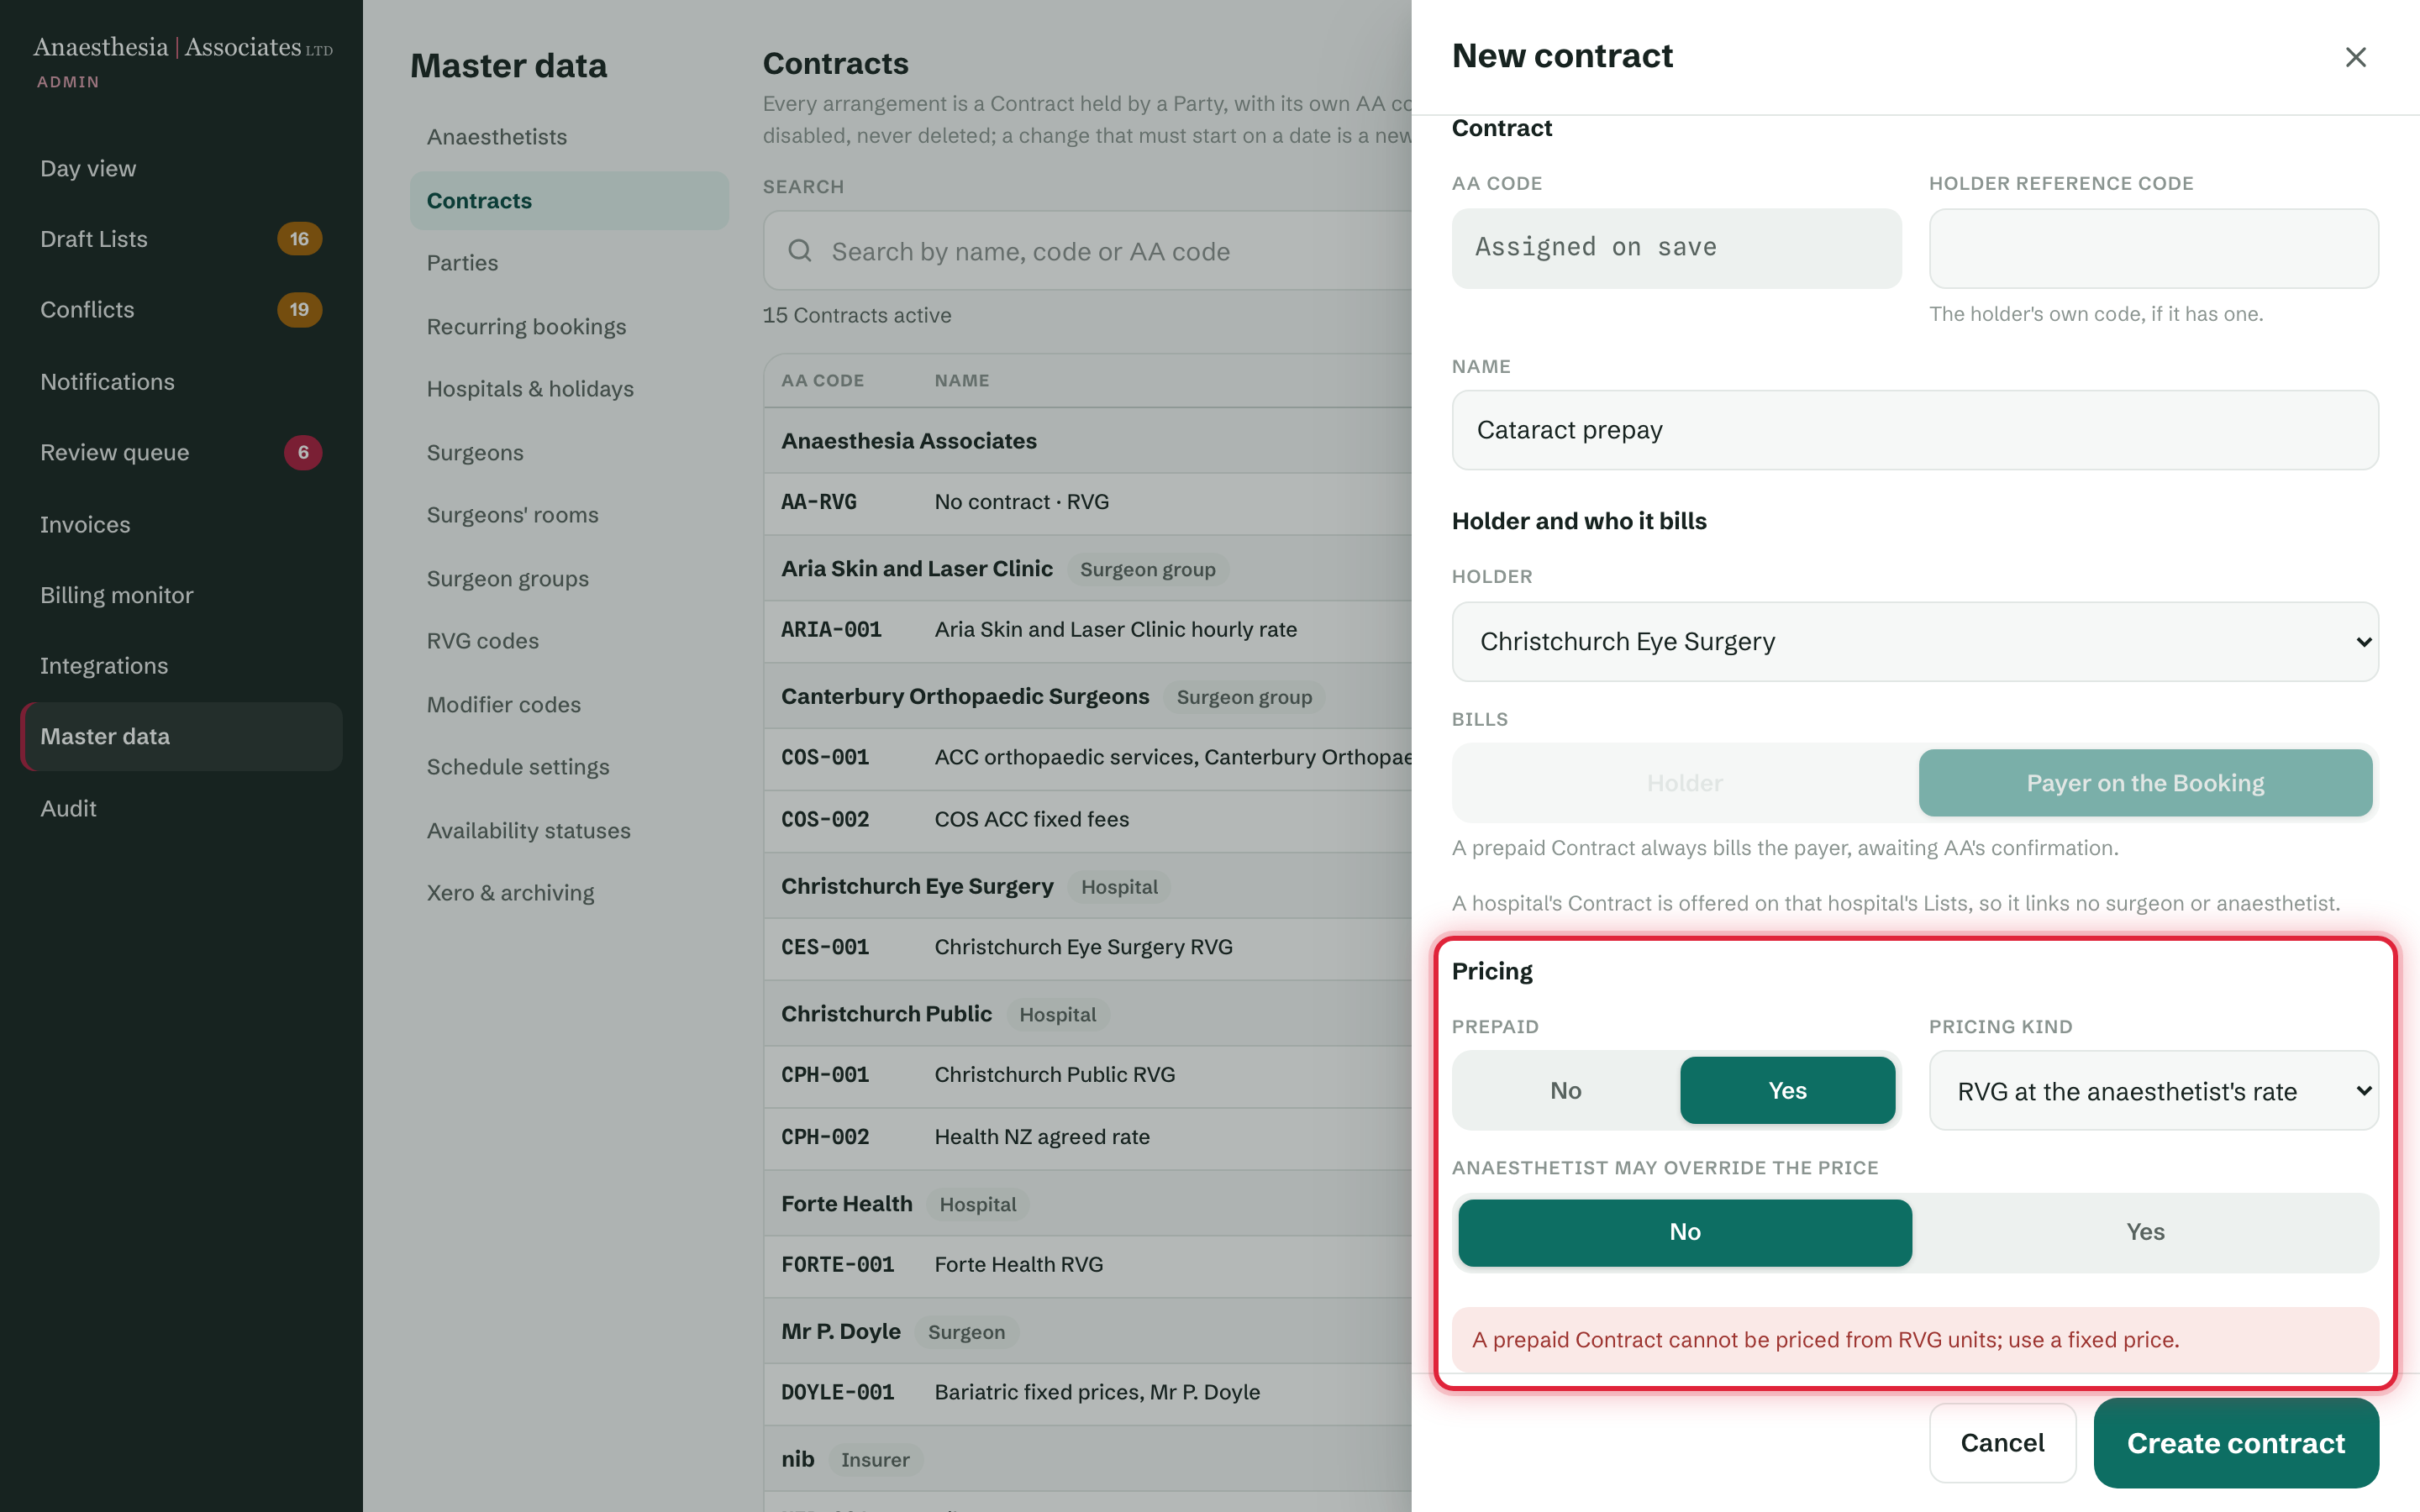 Anaesthesia | Associates LTD
ADMIN
Day view
Draft Lists 16
Conflicts 19
Notifications
Review queue 6
Invoices
Billing monitor
Integrations
Master data
Audit
Master data
Anaesthetists
Contracts
Parties
Recurring bookings
Hospitals & holidays
Surgeons
Surgeons' rooms
Surgeon groups
RVG codes
Modifier codes
Schedule settings
Availability statuses
Xero & archiving
Contracts
Every arrangement is a Contract held by a Party, with its own AA co
disabled, never deleted; a change that must start on a date is a new
SEARCH
Search by name, code or AA code
15 Contracts active
AA CODE NAME
Anaesthesia Associates
AA-RVG No contract · RVG
Aria Skin and Laser Clinic Surgeon group
ARIA-001 Aria Skin and Laser Clinic hourly rate
Canterbury Orthopaedic Surgeons Surgeon group
COS-001 ACC orthopaedic services, Canterbury Orthopae
COS-002 COS ACC fixed fees
Christchurch Eye Surgery Hospital
CES-001 Christchurch Eye Surgery RVG
Christchurch Public Hospital
CPH-001 Christchurch Public RVG
CPH-002 Health NZ agreed rate
Forte Health Hospital
FORTE-001 Forte Health RVG
Mr P. Doyle Surgeon
DOYLE-001 Bariatric fixed prices, Mr P. Doyle
nib Insurer
New contract
Contract
AA CODE HOLDER REFERENCE CODE
Assigned on save
The holder's own code, if it has one.
NAME
Cataract prepay
Holder and who it bills
HOLDER
Christchurch Eye Surgery
BILLS
Holder Payer on the Booking
A prepaid Contract always bills the payer, awaiting AA's confirmation.
A hospital's Contract is offered on that hospital's Lists, so it links no surgeon or anaesthetist.
Pricing
PREPAID PRICING KIND
No Yes RVG at the anaesthetist's rate
ANAESTHETIST MAY OVERRIDE THE PRICE
No Yes
A prepaid Contract cannot be priced from RVG units; use a fixed price.
Cancel Create contract